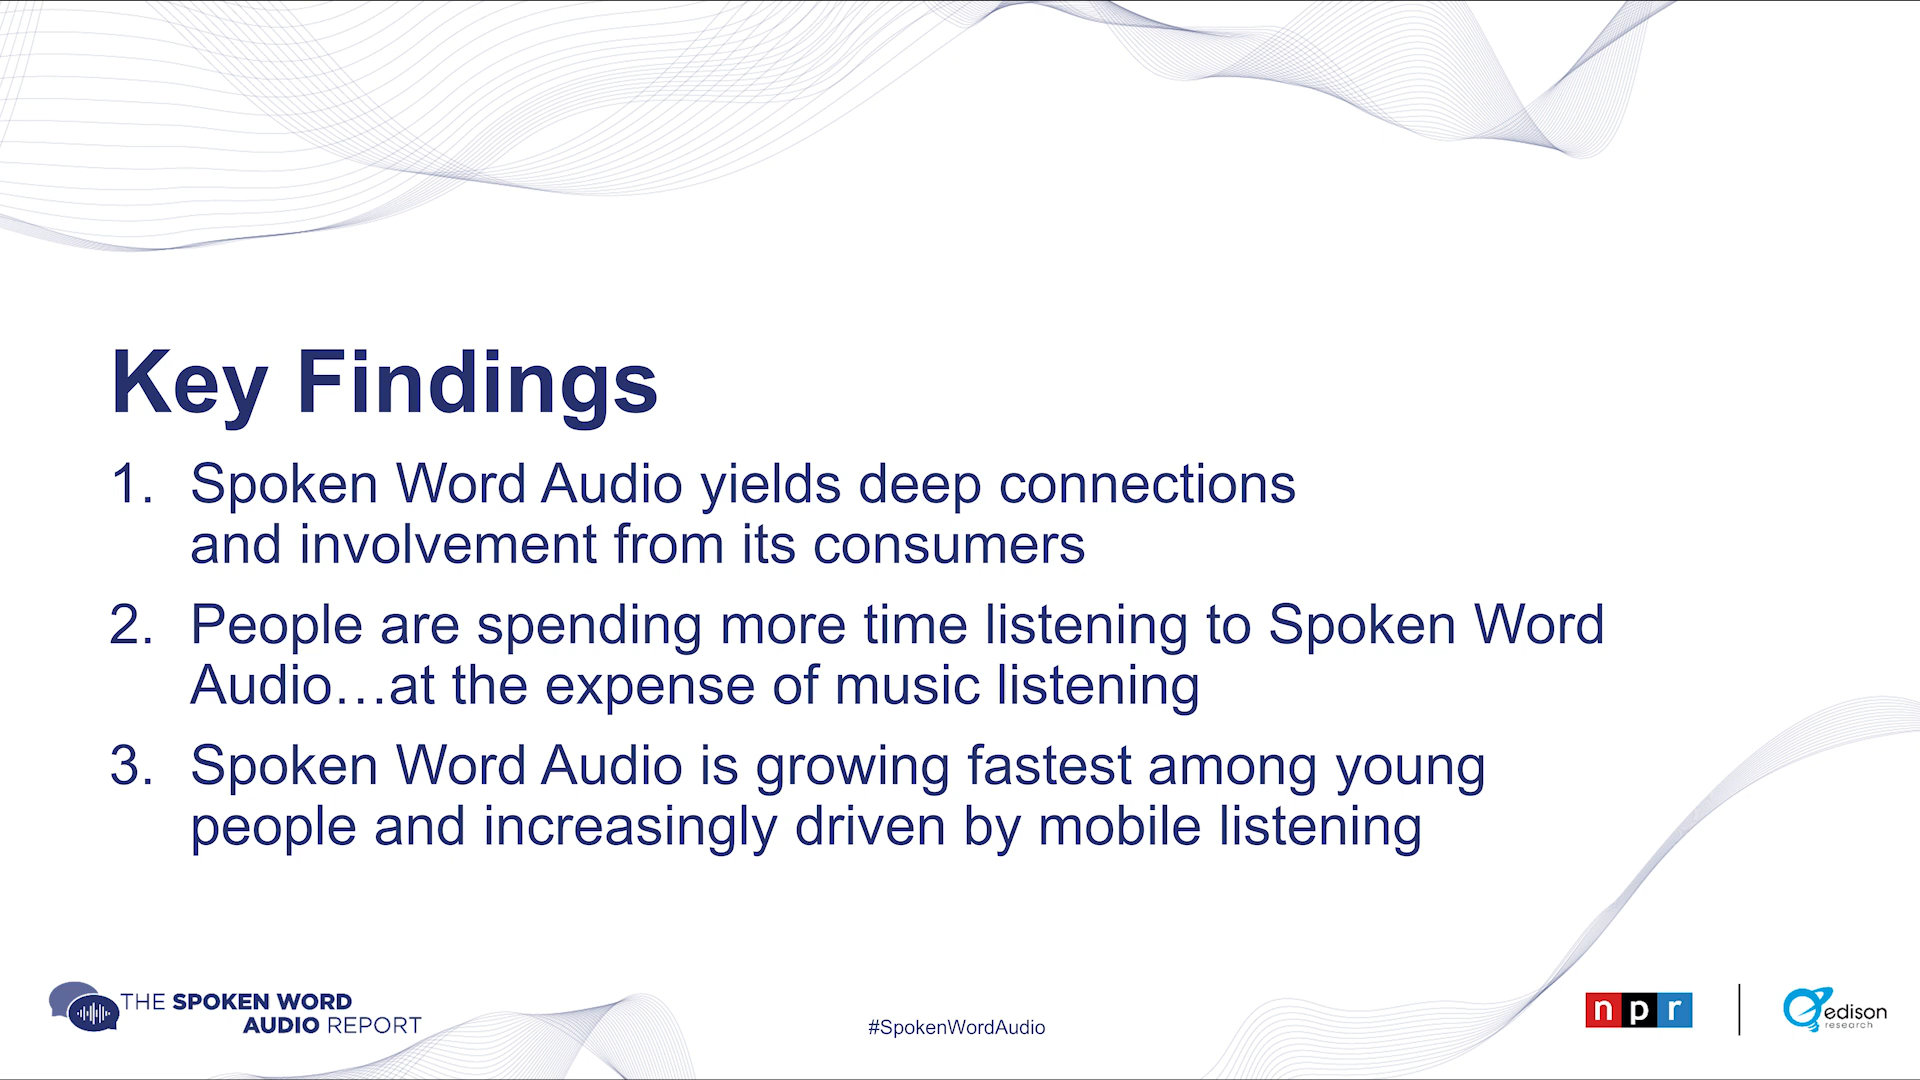 Key Findings
1. Spoken Word Audio yields deep connections
and involvement from its consumers
2. People are spending more time listening to Spoken Word
Audio…at the expense of music listening
3. Spoken Word Audio is growing fastest among young
people and increasingly driven by mobile listening
THE SPOKEN WORD
AUDIO REPORT
#SpokenWordAudio
npr
edison
research